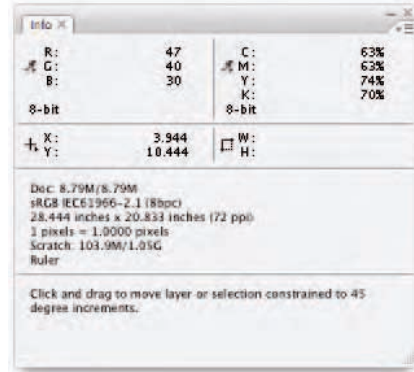 Info ×
R: 47
G: 40
B: 30
8-bit
C: 63%
M: 63%
Y: 74%
K: 70%
8-bit
X: 3.944
Y: 10.444
W:
H:
Doc: 8.79M/8.79M
sRGB IEC61966-2.1 (8bpc)
28.444 inches x 20.833 inches (72 ppi)
1 pixels = 1.0000 pixels
Scratch: 103.9M/1.05G
Ruler
Click and drag to move layer or selection constrained to 45
degree increments.